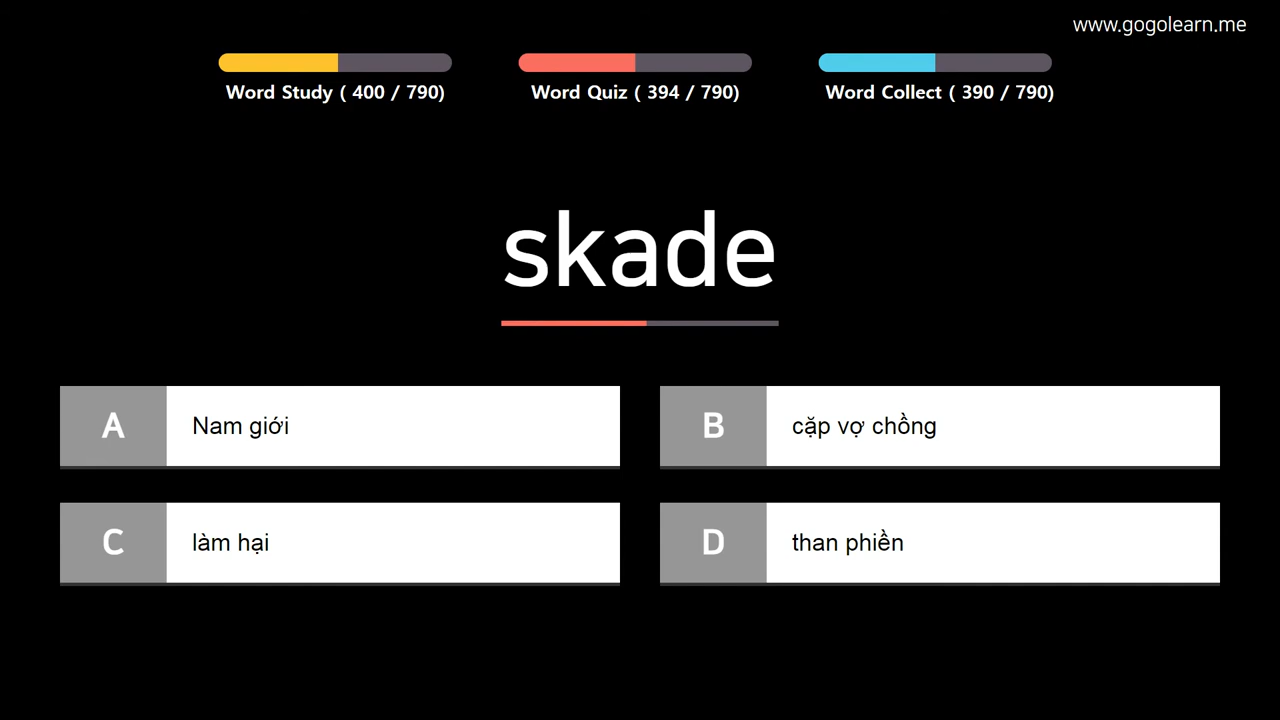 www.gogolearn.me
Word Study ( 400 / 790)
Word Quiz ( 394 / 790)
Word Collect ( 390 / 790)
skade
A
Nam giới
B
cặp vợ chồng
C
làm hại
D
than phiền